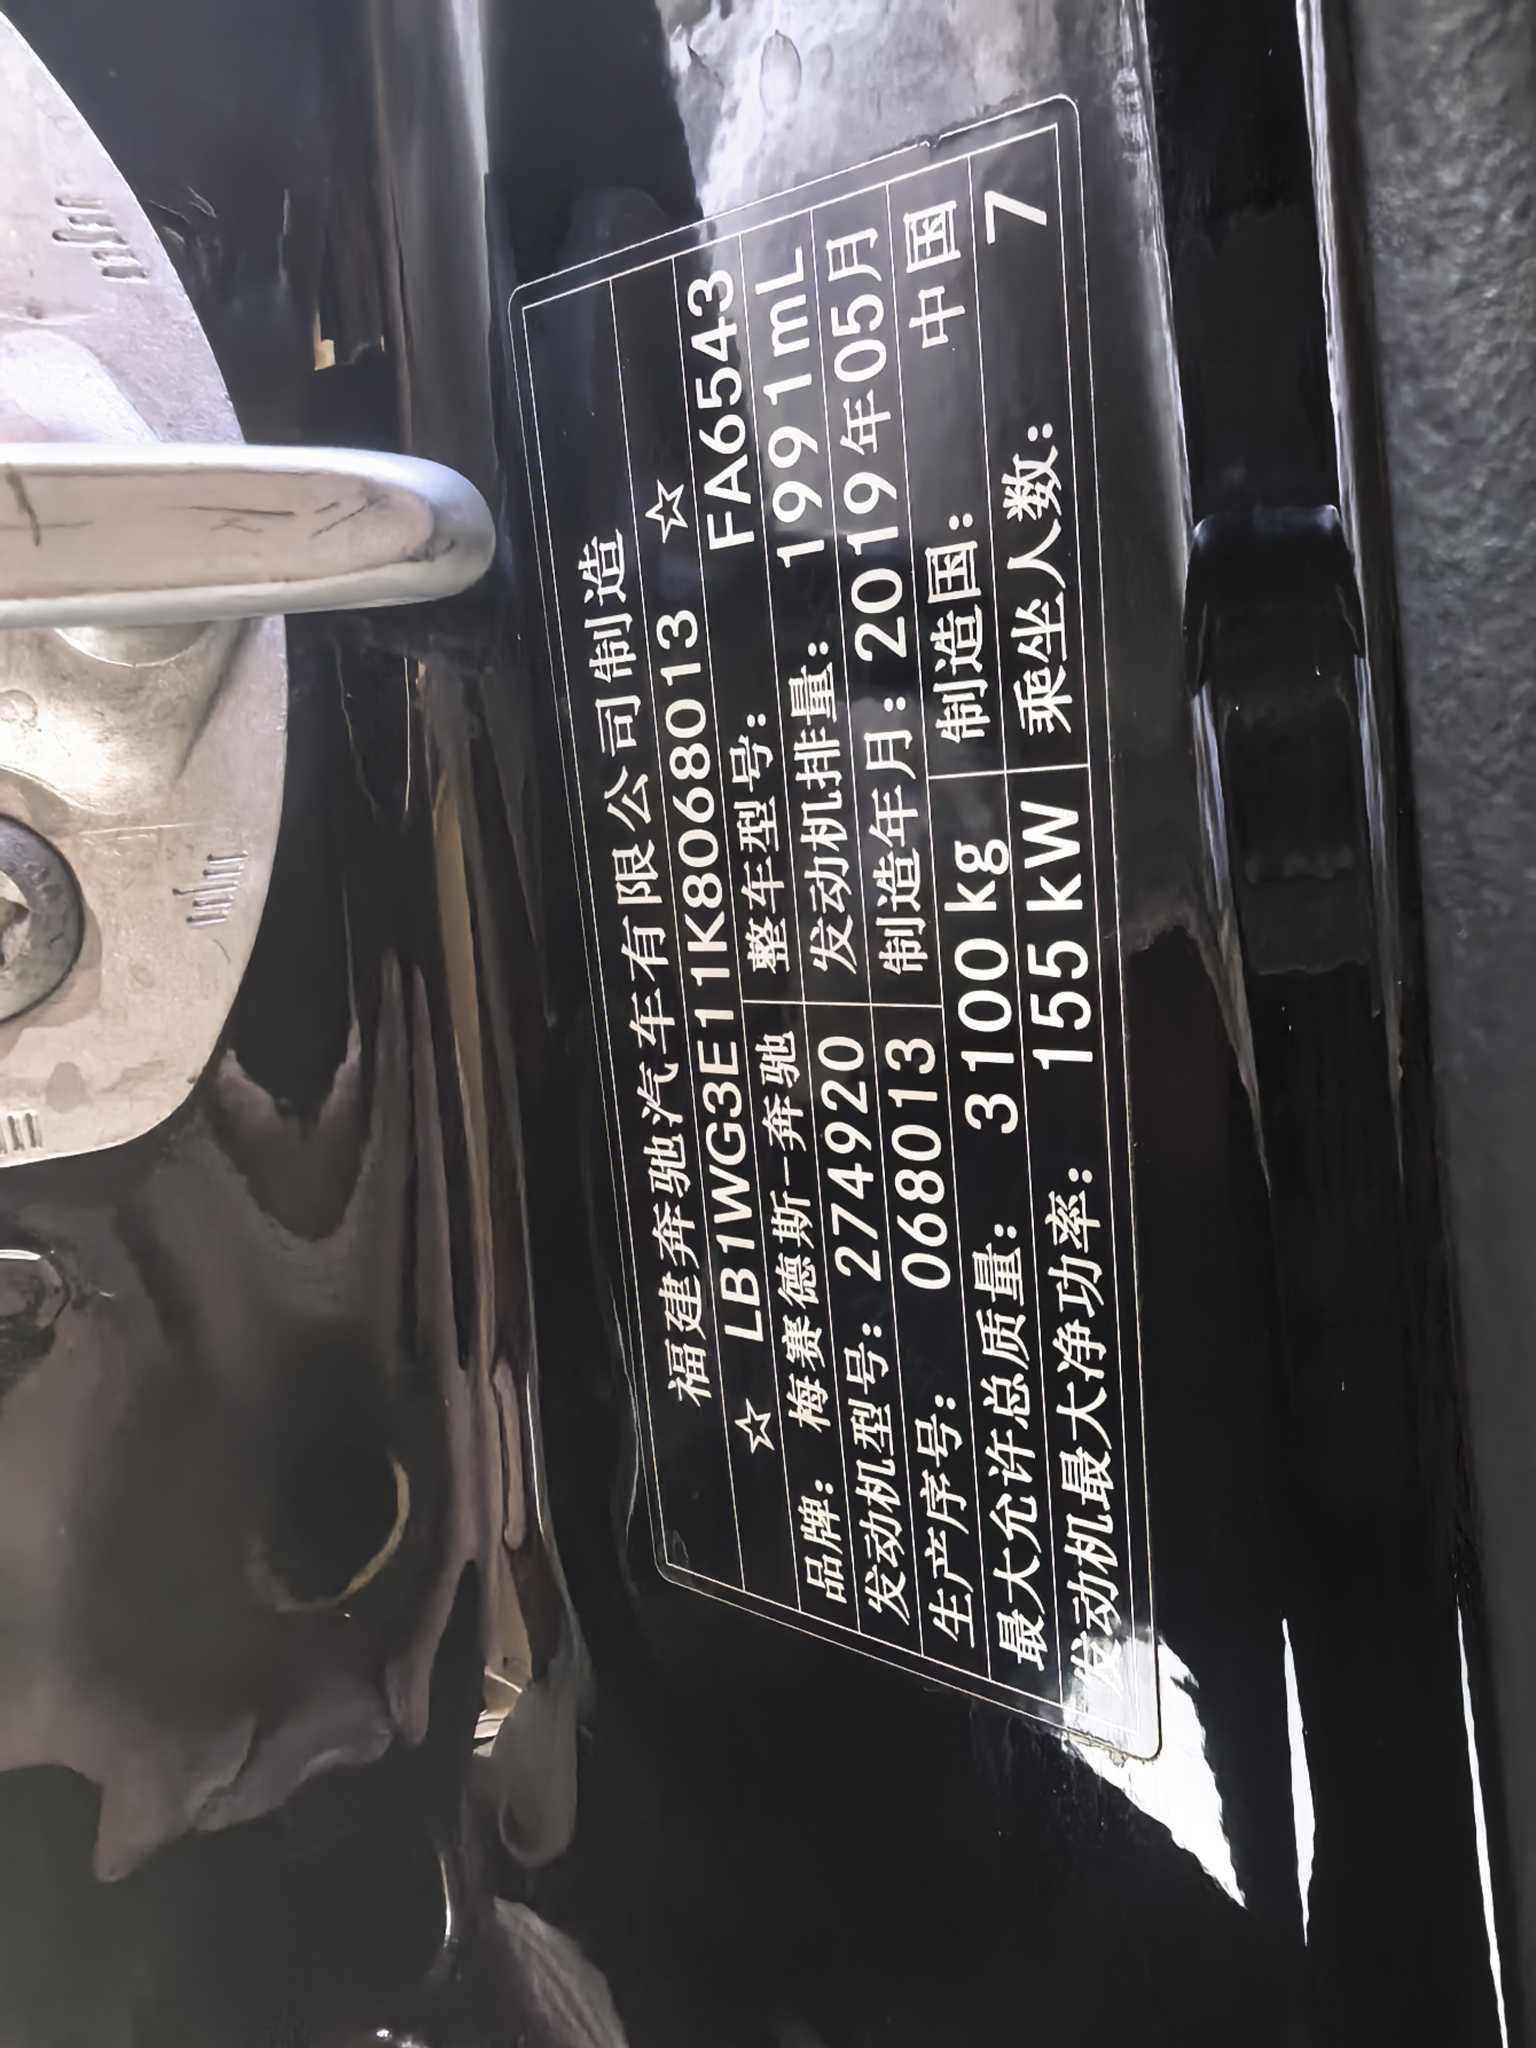 福建奔驰汽车有限公司制造
☆ LB1WG3E11K8068013 ☆
品牌：梅赛德斯－奔驰 整车型号： FA6543
发动机型号：274920 发动机排量： 1991mL
生产序号： 068013 制造年月：2019年05月
最大允许总质量： 3100kg 制造国： 中国
发动机最大净功率： 155kW 乘坐人数： 7